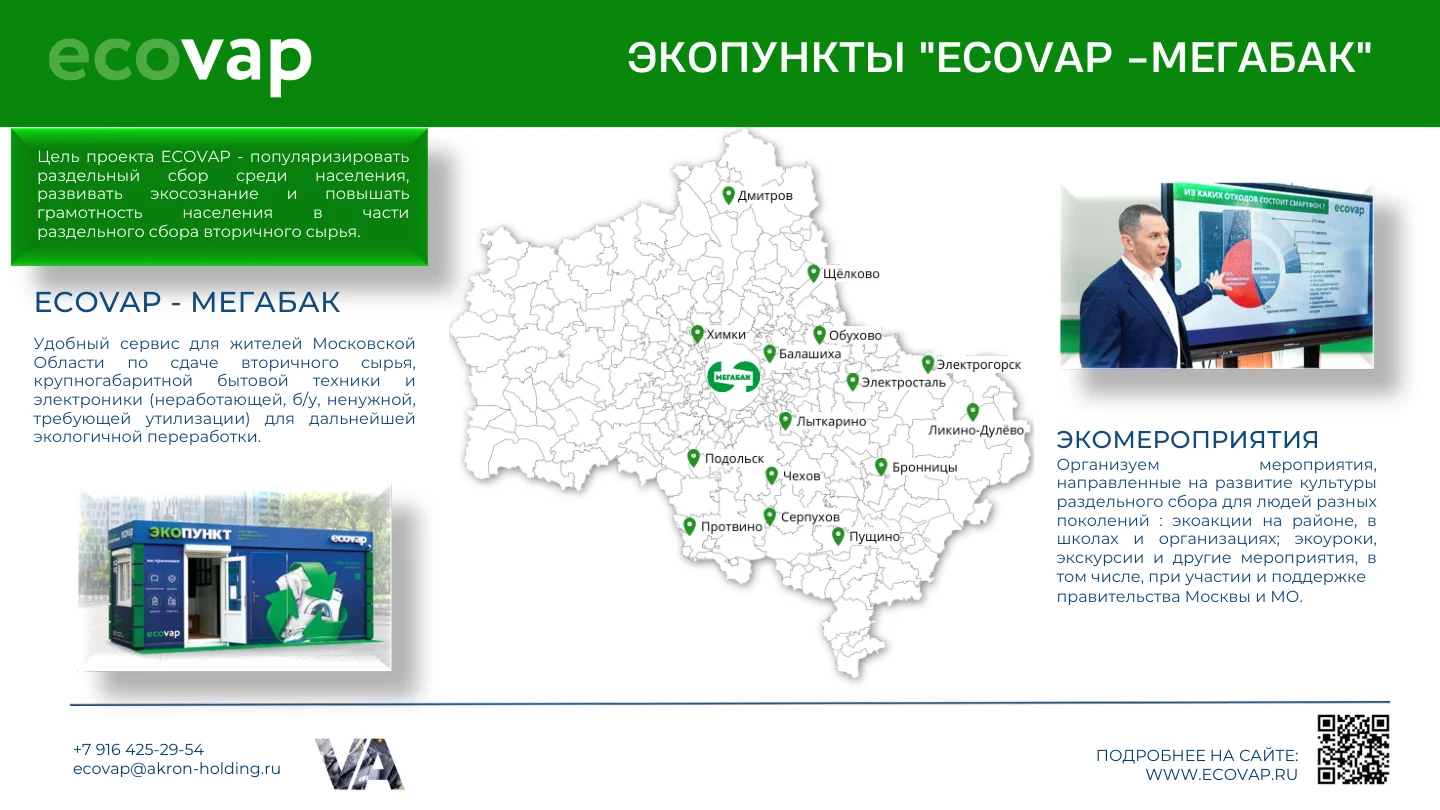 ecovap
ЭКОПУНКТЫ "ECOVAP –МЕГАБАК"
Цель проекта ECOVAP - популяризировать
раздельный сбор среди населения,
развивать экосознание и повышать
грамотность населения в части
раздельного сбора вторичного сырья.
ECOVAP - МЕГАБАК
Удобный сервис для жителей Московской
Области по сдаче вторичного сырья,
крупногабаритной бытовой техники и
электроники (неработающей, б/у, ненужной,
требующей утилизации) для дальнейшей
экологичной переработки.
ЭКОПУНКТ
ecovap
ecovap
Дмитров
Щёлково
Химки
Обухово
Балашиха
МЕГАБАК
Электрогорск
Электросталь
Лыткарино
Ликино-Дулёво
Подольск
Бронницы
Чехов
Серпухов
Протвино
Пущино
ИЗ КАКИХ ОТХОДОВ СОСТОИТ СМАРТФОН ?
ecovap
ЭКОМЕРОПРИЯТИЯ
Организуем мероприятия,
направленные на развитие культуры
раздельного сбора для людей разных
поколений : экоакции на районе, в
школах и организациях; экоуроки,
экскурсии и другие мероприятия, в
том числе, при участии и поддержке
правительства Москвы и МО.
+7 916 425-29-54
ecovap@akron-holding.ru
VA
ПОДРОБНЕЕ НА САЙТЕ:
WWW.ECOVAP.RU